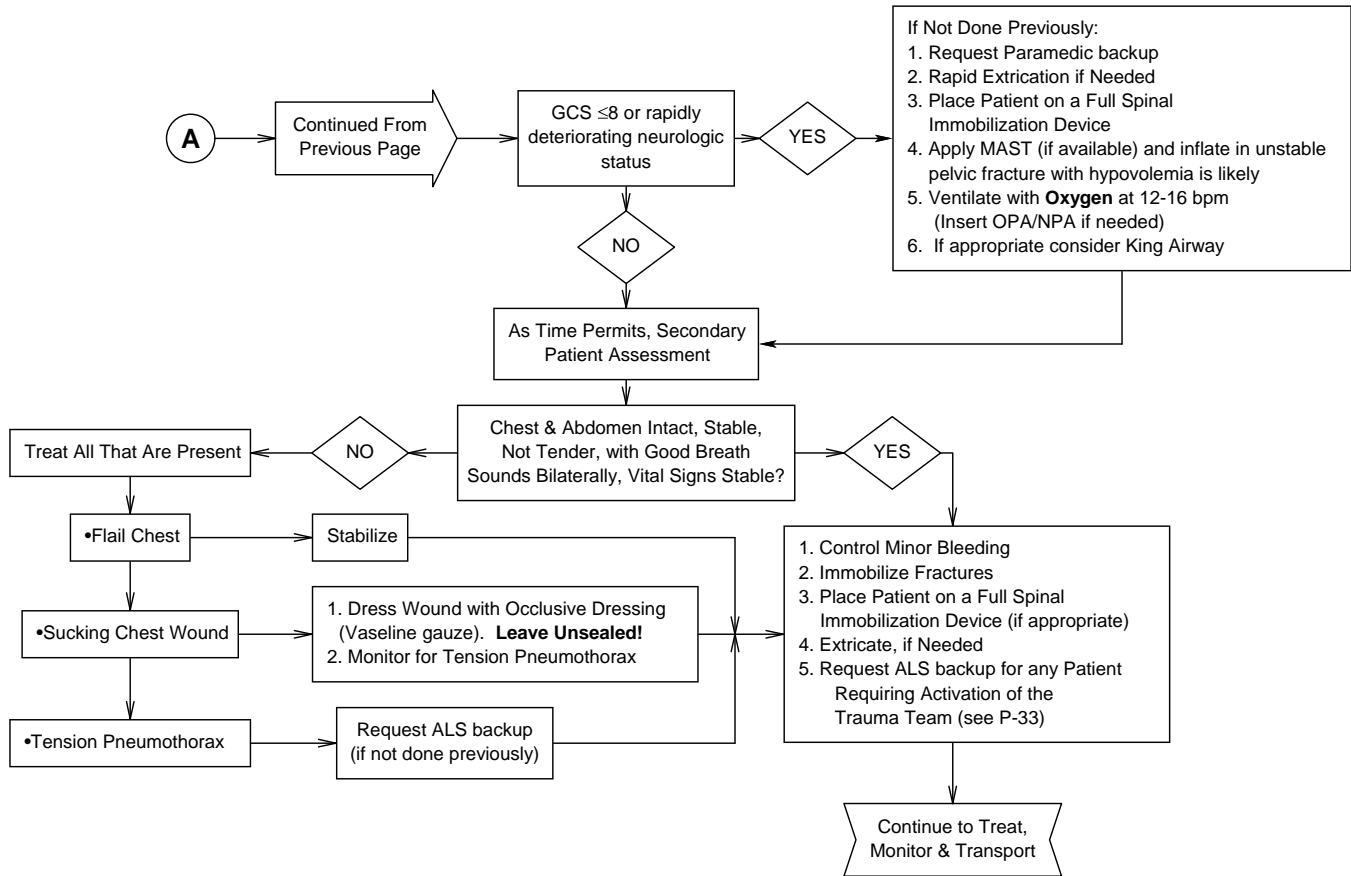 A
Continued From
Previous Page
GCS ≤8 or rapidly
deteriorating neurologic
status
YES
If Not Done Previously:
1. Request Paramedic backup
2. Rapid Extrication if Needed
3. Place Patient on a Full Spinal
Immobilization Device
4. Apply MAST (if available) and inflate in unstable
pelvic fracture with hypovolemia is likely
5. Ventilate with Oxygen at 12-16 bpm
(Insert OPA/NPA if needed)
6. If appropriate consider King Airway
NO
As Time Permits, Secondary
Patient Assessment
Chest & Abdomen Intact, Stable,
Not Tender, with Good Breath
Sounds Bilaterally, Vital Signs Stable?
NO
Treat All That Are Present
YES
•Flail Chest
Stabilize
•Sucking Chest Wound
1. Dress Wound with Occlusive Dressing
(Vaseline gauze). Leave Unsealed!
2. Monitor for Tension Pneumothorax
•Tension Pneumothorax
Request ALS backup
(if not done previously)
1. Control Minor Bleeding
2. Immobilize Fractures
3. Place Patient on a Full Spinal
Immobilization Device (if appropriate)
4. Extricate, if Needed
5. Request ALS backup for any Patient
Requiring Activation of the
Trauma Team (see P-33)
Continue to Treat,
Monitor & Transport